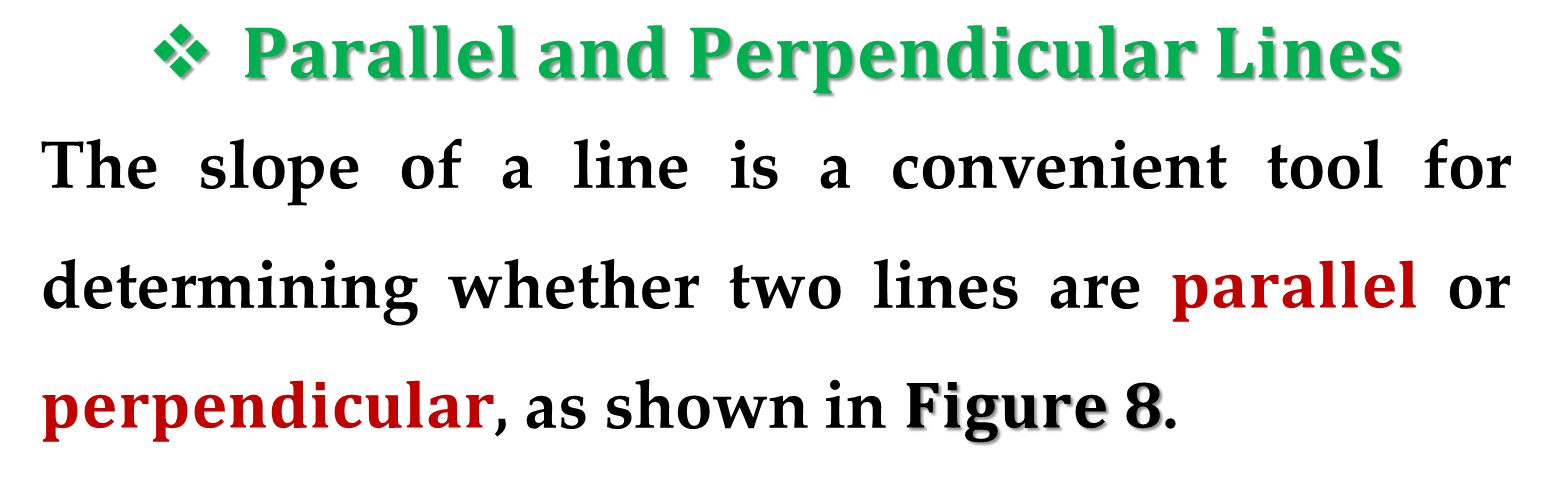 ❖ Parallel and Perpendicular Lines
The slope of a line is a convenient tool for
determining whether two lines are parallel or
perpendicular, as shown in Figure 8.